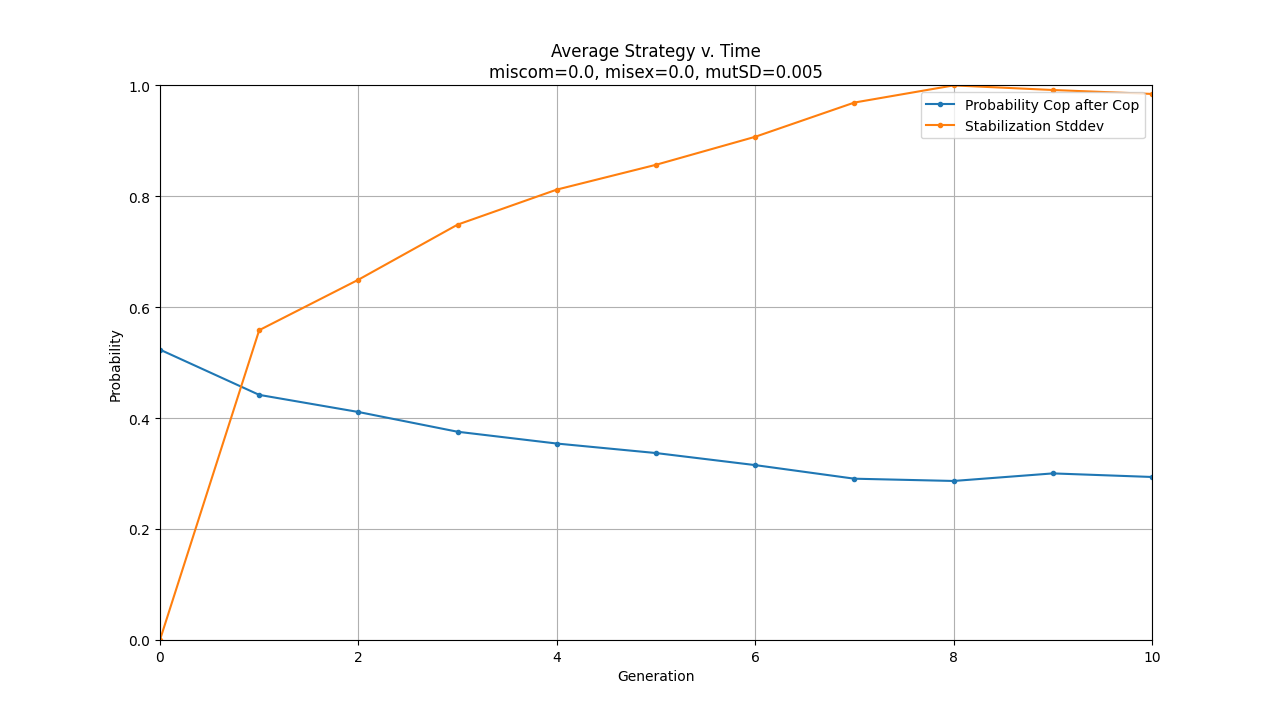 Average Strategy v. Time
miscom=0.0, misex=0.0, mutSD=0.005
Probability Cop after Cop
Stabilization Stddev
Probability
1.0
0.8
0.6
0.4
0.2
0.0
0 2 4 6 8 10
Generation